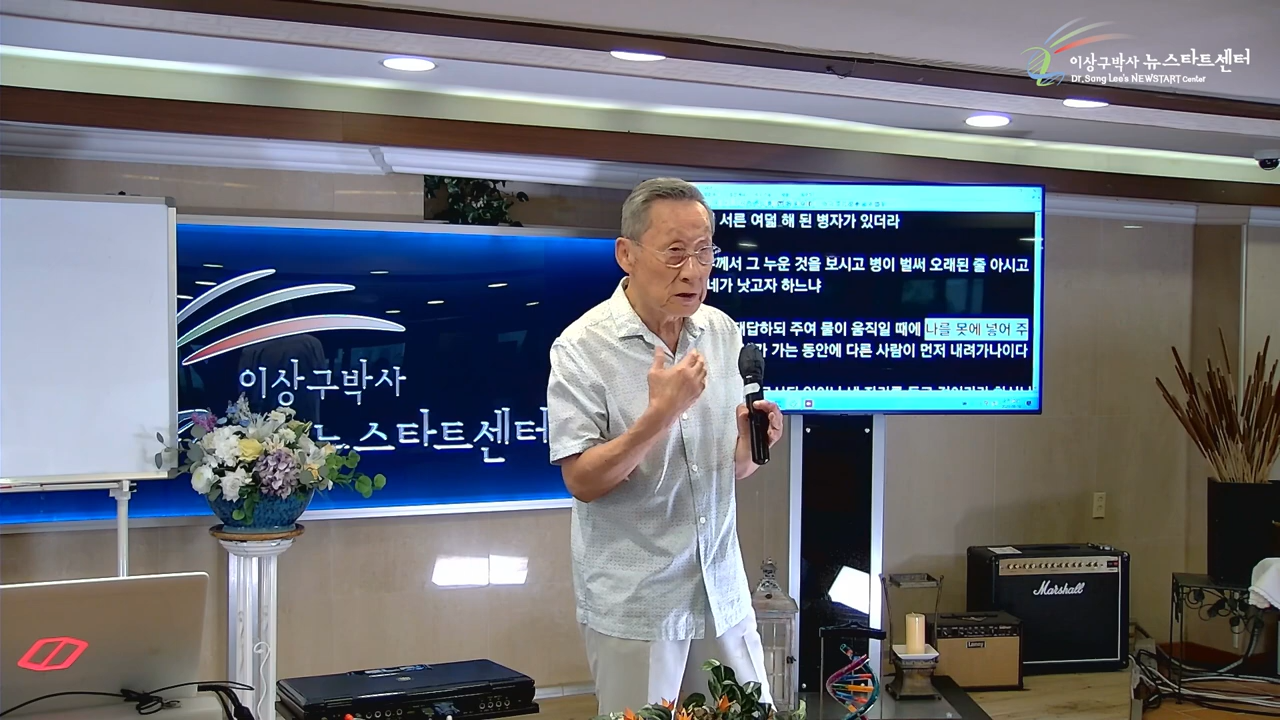 이상구박사 뉴스타트센터
Dr. Sang Lee's NEWSTART Center
서른 여덟 해 된 병자가 있더라
께서 그 누운 것을 보시고 병이 벌써 오래된 줄 아시고
네가 낫고자 하느냐
대답하되 주여 물이 움직일 때에 나를 못에 넣어 주
가는 동안에 다른 사람이 먼저 내려가나이다
이상구박사
뉴스타트센터
Marshall
Laney